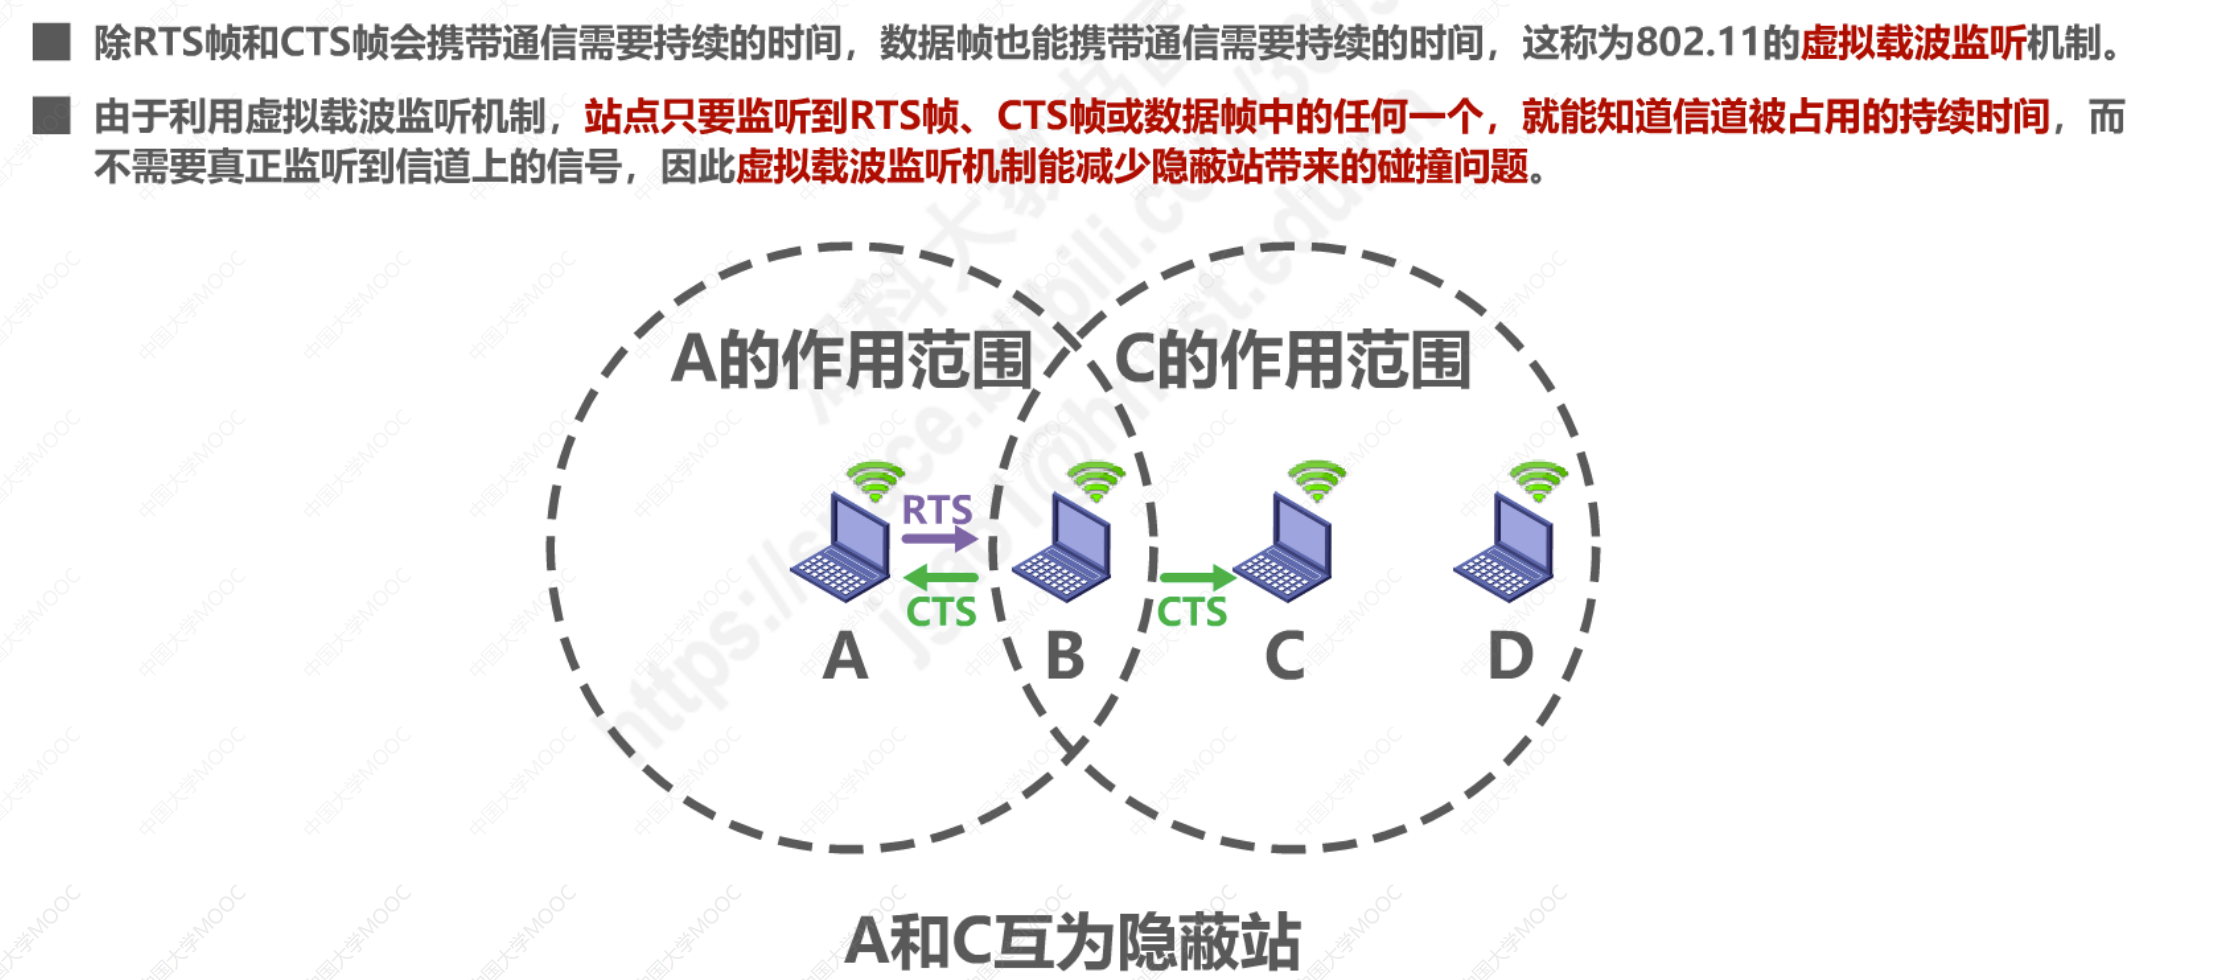 除RTS帧和CTS帧会携带通信需要持续的时间，数据帧也能携带通信需要持续的时间，这称为802.11的虚拟载波监听机制。
由于利用虚拟载波监听机制，站点只要监听到RTS帧、CTS帧或数据帧中的任何一个，就能知道信道被占用的持续时间，而
不需要真正监听到信道上的信号，因此虚拟载波监听机制能减少隐蔽站带来的碰撞问题。
A的作用范围
C的作用范围
RTS
CTS
CTS
A
B
C
D
A和C互为隐蔽站
中国大学MOOC